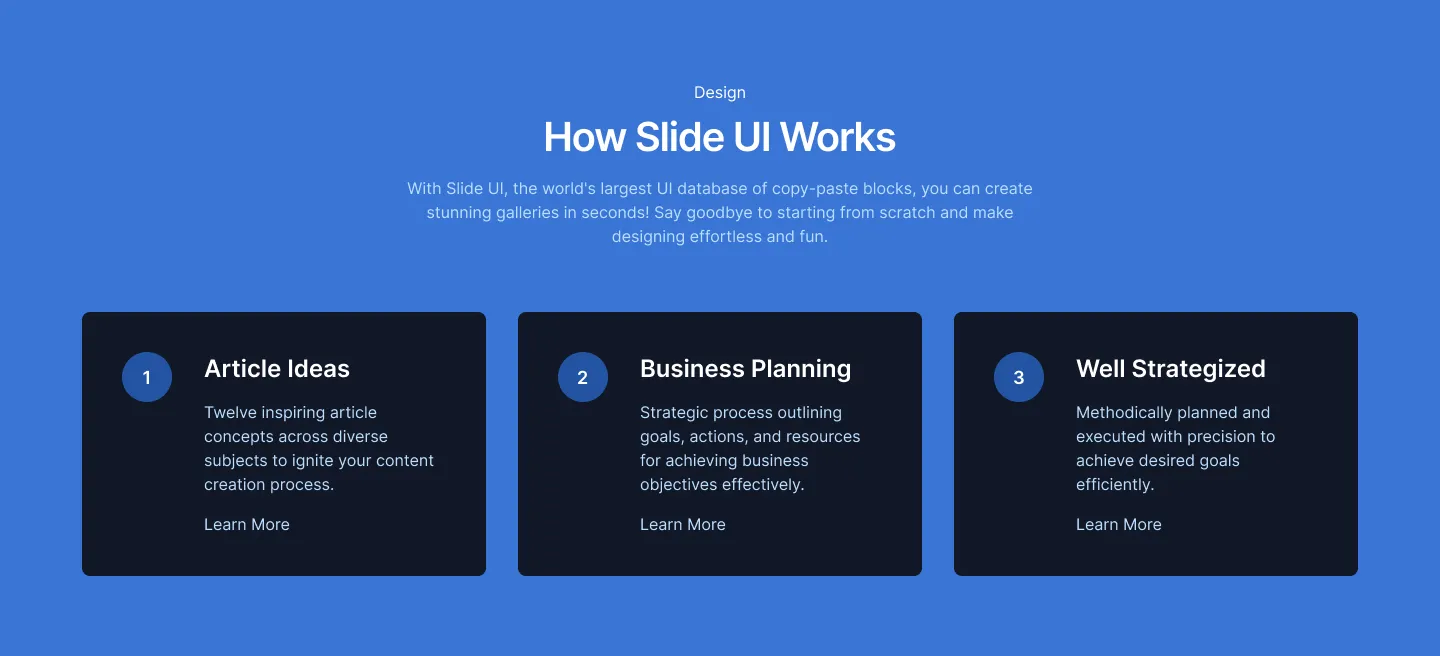 Design
How Slide UI Works
With Slide UI, the world's largest UI database of copy-paste blocks, you can create
stunning galleries in seconds! Say goodbye to starting from scratch and make
designing effortless and fun.
1
Article Ideas
Twelve inspiring article
concepts across diverse
subjects to ignite your content
creation process.
Learn More
2
Business Planning
Strategic process outlining
goals, actions, and resources
for achieving business
objectives effectively.
Learn More
3
Well Strategized
Methodically planned and
executed with precision to
achieve desired goals
efficiently.
Learn More